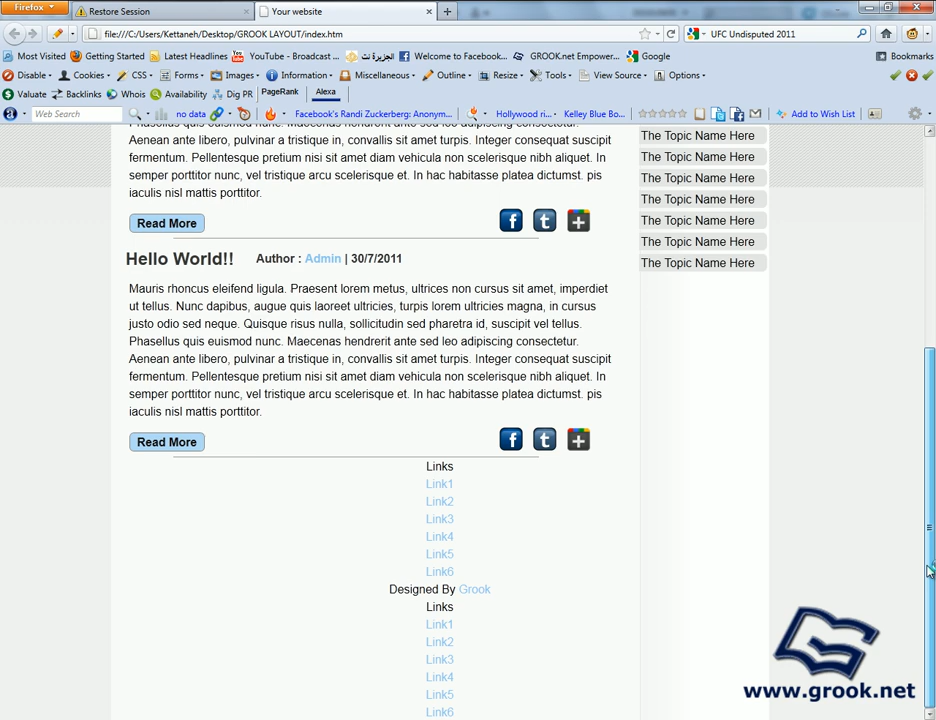 Firefox
Restore Session
Your website
file:///C:/Users/Kettaneh/Desktop/GROOK LAYOUT/index.htm
UFC Undisputed 2011
Most Visited Getting Started Latest Headlines YouTube - Broadcast ... الجزيرة نت Welcome to Facebook... GROOK.net Empower... Google Bookmarks
Disable Cookies CSS Forms Images Information Miscellaneous Outline Resize Tools View Source Options
Valuate Backlinks Whois Availability Dig PR PageRank Alexa
Web Search no data Facebook's Randi Zuckerberg: Anonym... Hollywood ri... Kelley Blue Bo... Add to Wish List
Phasellus quis euismod nunc. Maecenas hendrerit ante sed leo adipiscing consectetur.
Aenean ante libero, pulvinar a tristique in, convallis sit amet turpis. Integer consequat suscipit
fermentum. Pellentesque pretium nisi sit amet diam vehicula non scelerisque nibh aliquet. In
semper porttitor nunc, vel tristique arcu scelerisque et. In hac habitasse platea dictumst. pis
iaculis nisl mattis porttitor.
Read More
Hello World!! Author : Admin | 30/7/2011
Mauris rhoncus eleifend ligula. Praesent lorem metus, ultrices non cursus sit amet, imperdiet
ut tellus. Nunc dapibus, augue quis laoreet ultricies, turpis lorem ultricies magna, in cursus
justo odio sed neque. Quisque risus nulla, sollicitudin sed pharetra id, suscipit vel tellus.
Phasellus quis euismod nunc. Maecenas hendrerit ante sed leo adipiscing consectetur.
Aenean ante libero, pulvinar a tristique in, convallis sit amet turpis. Integer consequat suscipit
fermentum. Pellentesque pretium nisi sit amet diam vehicula non scelerisque nibh aliquet. In
semper porttitor nunc, vel tristique arcu scelerisque et. In hac habitasse platea dictumst. pis
iaculis nisl mattis porttitor.
Read More
Links
Link1
Link2
Link3
Link4
Link5
Link6
Designed By Grook
Links
Link1
Link2
Link3
Link4
Link5
Link6
The Topic Name Here
The Topic Name Here
The Topic Name Here
The Topic Name Here
The Topic Name Here
The Topic Name Here
The Topic Name Here
www.grook.net